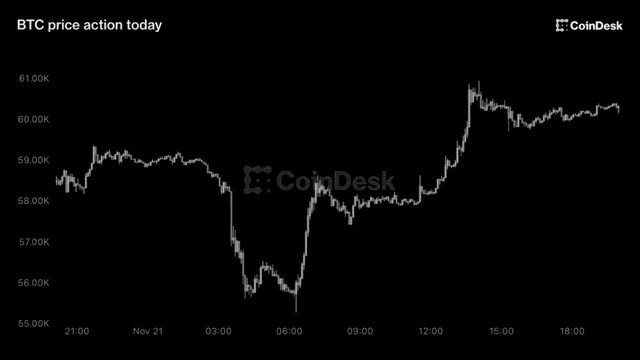 BTC price action today
CoinDesk
61.00K
60.00K
59.00K
CoinDesk
58.00K
57.00K
56.00K
55.00K
21:00 Nov 21 03:00 06:00 09:00 12:00 15:00 18:00